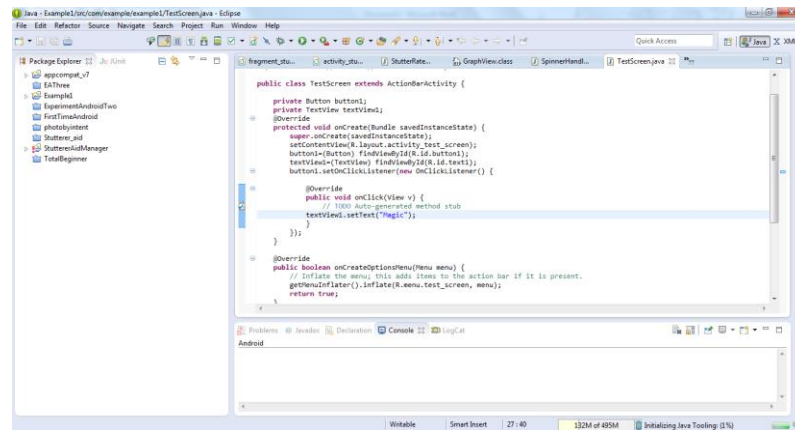 Java - Example1/src/com/example/example1/TestScreen.java - Eclipse
File Edit Refactor Source Navigate Search Project Run Window Help
Quick Access
Java
Package Explorer
JUnit
appcompat_v7
EAThree
Example1
ExperimentAndroidTwo
FirstTimeAndroid
photobyintent
Stutterer_aid
StuttererAidManager
TotalBeginner
fragment_stu... activity_stu... StutterRate... GraphView.class SpinnerHandl... TestScreen.java
public class TestScreen extends ActionBarActivity {
private Button button1;
private TextView textView1;
@Override
protected void onCreate(Bundle savedInstanceState) {
super.onCreate(savedInstanceState);
setContentView(R.layout.activity_test_screen);
button1=(Button) findViewById(R.id.button1);
textView1=(TextView) findViewById(R.id.text1);
button1.setOnClickListener(new OnClickListener() {
@Override
public void onClick(View v) {
// TODO Auto-generated method stub
textView1.setText("Magic");
}
});
}
@Override
public boolean onCreateOptionsMenu(Menu menu) {
// Inflate the menu; this adds items to the action bar if it is present.
getMenuInflater().inflate(R.menu.test_screen, menu);
return true;
}
Problems Javadoc Declaration Console LogCat
Android
Writable Smart Insert 27 : 40 132M of 495M Initializing Java Tooling: (1%)